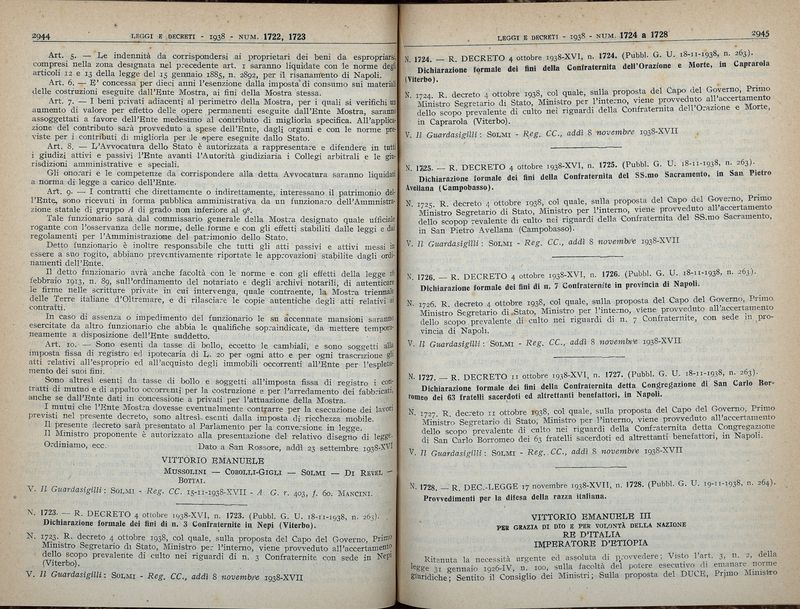 2944 LEGGI E DECRETI - 1938 - NUM. 1722, 1723
Art. 5. — Le indennità da corrispondersi ai proprietari dei beni da espropriarsi
compresi nella zona designata nel precedente art. 1 saranno liquidate con le norme degli
articoli 12 e 13 della legge del 15 gennaio 1885, n. 2892, per il risanamento di Napoli.
Art. 6. — E' concessa per dieci anni l'esenzione dalla imposta di consumo sui materiali
delle costruzioni eseguite dall'Ente Mostra, ai fini della Mostra stessa.
Art. 7. — I beni privati adiacenti al perimetro della Mostra, per i quali si verifichi un
aumento di valore per effetto delle opere permanenti eseguite dall'Ente Mostra, saranno
assoggettati a favore dell'Ente medesimo al contributo di miglioria specifica. All'applica-
zione del contributo sarà provveduto a spese dell'Ente, dagli organi e con le norme pre-
viste per i contributi di miglioria per le opere eseguite dallo Stato.
Art. 8. — L'Avvocatura dello Stato è autorizzata a rappresentare e difendere in tutti
i giudizi attivi e passivi l'Ente avanti l'Autorità giudiziaria i Collegi arbitrali e le giu-
risdizioni amministrative e speciali.
Gli onorari e le competenze da corrispondere alla detta Avvocatura saranno liquidati
a norma di legge a carico dell'Ente.
Art. 9. — I contratti che direttamente o indirettamente, interessano il patrimonio del-
l'Ente, sono ricevuti in forma pubblica amministrativa da un funzionario dell'Amministra-
zione statale di gruppo A di grado non inferiore al 9º.
Tale funzionario sarà dal commissario generale della Mostra designato quale ufficiale
rogante con l'osservanza delle norme, delle forme e con gli effetti stabiliti dalle leggi e dai
regolamenti per l'Amministrazione del patrimonio dello Stato.
Detto funzionario è inoltre responsabile che tutti gli atti passivi e attivi messi in
essere a suo rogito, abbiano preventivamente riportate le approvazioni stabilite dagli ordi-
namenti dell'Ente.
Il detto funzionario avrà anche facoltà con le norme e con gli effetti della legge 16
febbraio 1913, n. 89, sull'ordinamento del notariato e degli archivi notarili, di autenticare
le firme nelle scritture private in cui intervenga, quale contraente, la Mostra triennale
delle Terre italiane d'Oltremare, e di rilasciare le copie autentiche degli atti relativi ai
contratti.
In caso di assenza o impedimento del funzionario le su accennate mansioni saranno
esercitate da altro funzionario che abbia le qualifiche sopraindicate, da mettere tempora-
neamente a disposizione dell'Ente suddetto.
Art. 10. — Sono esenti da tasse di bollo, eccetto le cambiali, e sono soggetti alla
imposta fissa di registro ed ipotecaria di L. 20 per ogni atto e per ogni trascrizione gli
atti relativi all'esproprio ed all'acquisto degli immobili occorrenti all'Ente per l'espleta-
mento dei suoi fini.
Sono altresì esenti da tasse di bollo e soggetti all'imposta fissa di registro i con-
tratti di mutuo e di appalto occorrenti per la costruzione e per l'arredamento dei fabbricati,
anche se dall'Ente dati in concessione a privati per l'attuazione della Mostra.
I mutui che l'Ente Mostra dovesse eventualmente contrarre per la esecuzione dei lavori
previsti nel presente decreto, sono altresì esenti dalla imposta di ricchezza mobile.
Il presente decreto sarà presentato al Parlamento per la conversione in legge.
Il Ministro proponente è autorizzato alla presentazione del relativo disegno di legge.
Ordiniamo, ecc. Dato a San Rossore, addì 23 settembre 1938-XVI
VITTORIO EMANUELE
MUSSOLINI — COBOLLI-GIGLI — SOLMI — DI REVEL —
BOTTAI.
V. Il Guardasigilli: SOLMI - Reg. CC. 15-11-1938-XVII - A G. r. 403, f. 60. MANCINI.
N. 1723. — R. DECRETO 4 ottobre 1938-XVI, n. 1723. (Pubbl. G. U. 18-11-1938, n. 263).
Dichiarazione formale dei fini di n. 3 Confraternite in Nepi (Viterbo).
N. 1723. R. decreto 4 ottobre 1938, col quale, sulla proposta del Capo del Governo, Primo
Ministro Segretario di Stato, Ministro per l'interno, viene provveduto all'accertamento
dello scopo prevalente di culto nei riguardi di n. 3 Confraternite con sede in Nepi
(Viterbo).
V. Il Guardasigilli: SOLMI - Reg. CC., addì 8 novembre 1938-XVII
LEGGI E DECRETI - 1938 - NUM. 1724 a 1728 2945
N. 1724. — R. DECRETO 4 ottobre 1938-XVI, n. 1724. (Pubbl. G. U. 18-11-1938, n. 263).
Dichiarazione formale dei fini della Confraternita dell'Orazione e Morte, in Caprarola
(Viterbo).
N. 1724. R. decreto 4 ottobre 1938, col quale, sulla proposta del Capo del Governo, Primo
Ministro Segretario di Stato, Ministro per l'interno, viene provveduto all'accertamento
dello scopo prevalente di culto nei riguardi della Confraternita dell'Orazione e Morte,
in Caprarola (Viterbo).
V. Il Guardasigilli: SOLMI - Reg. CC., addì 8 novembre 1938-XVII
N. 1725. — R. DECRETO 4 ottobre 1938-XVI, n. 1725. (Pubbl. G. U. 18-11-1938, n. 263).
Dichiarazione formale dei fini della Confraternita del SS.mo Sacramento, in San Pietro
Avellana (Campobasso).
N. 1725. R. decreto 4 ottobre 1938, col quale, sulla proposta del Capo del Governo, Primo
Ministro Segretario di Stato, Ministro per l'interno, viene provveduto all'accertamento
dello scopop revalente di culto nei riguardi della Confraternita del SS.mo Sacramento,
in San Pietro Avellana (Campobasso).
V. Il Guardasigilli: SOLMI - Reg. CC., addì 8 novembre 1938-XVII
N. 1726. — R. DECRETO 4 ottobre 1938-XVI, n. 1726. (Pubbl. G. U. 18-11-1938, n. 263).
Dichiarazione formale dei fini di n. 7 Confraternite in provincia di Napoli.
N. 1726. R. decreto 4 ottobre 1938, col quale, sulla proposta del Capo del Governo, Primo
Ministro Segretario di Stato, Ministro per l'interno, viene provveduto all'accertamento
dello scopo prevalente di culto nei riguardi di n. 7 Confraternite, con sede in pro-
vincia di Napoli.
V. Il Guardasigilli: SOLMI - Reg. CC., addì 8 novembre 1938-XVII
N. 1727. — R. DECRETO 11 ottobre 1938-XVI, n. 1727. (Pubbl. G. U. 18-11-1938, n. 263).
Dichiarazione formale dei fini della Confraternita detta Congregazione di San Carlo Bor-
romeo dei 63 fratelli sacerdoti ed altrettanti benefattori, in Napoli.
N. 1727. R. decreto 11 ottobre 1938, col quale, sulla proposta del Capo del Governo, Primo
Ministro Segretario di Stato, Ministro per l'interno, viene provveduto all'accertamento
dello scopo prevalente di culto nei riguardi della Confraternita detta Congregazione
di San Carlo Borromeo dei 63 fratelli sacerdoti ed altrettanti benefattori, in Napoli.
V. Il Guardasigilli: SOLMI - Reg. CC., addì 8 novembre 1938-XVII
N. 1728. — R. DEC.-LEGGE 17 novembre 1938-XVII, n. 1728. (Pubbl. G. U. 19-11-1938, n. 264).
Provvedimenti per la difesa della razza italiana.
VITTORIO EMANUELE III
PER GRAZIA DI DIO E PER VOLONTÀ DELLA NAZIONE
RE D'ITALIA
IMPERATORE D'ETIOPIA
Ritenuta la necessità urgente ed assoluta di provvedere; Visto l'art. 3, n. 2, della
legge 31 gennaio 1926-IV, n. 100, sulla facoltà del potere esecutivo di emanare norme
giuridiche; Sentito il Consiglio dei Ministri; Sulla proposta del DUCE, Primo Ministro